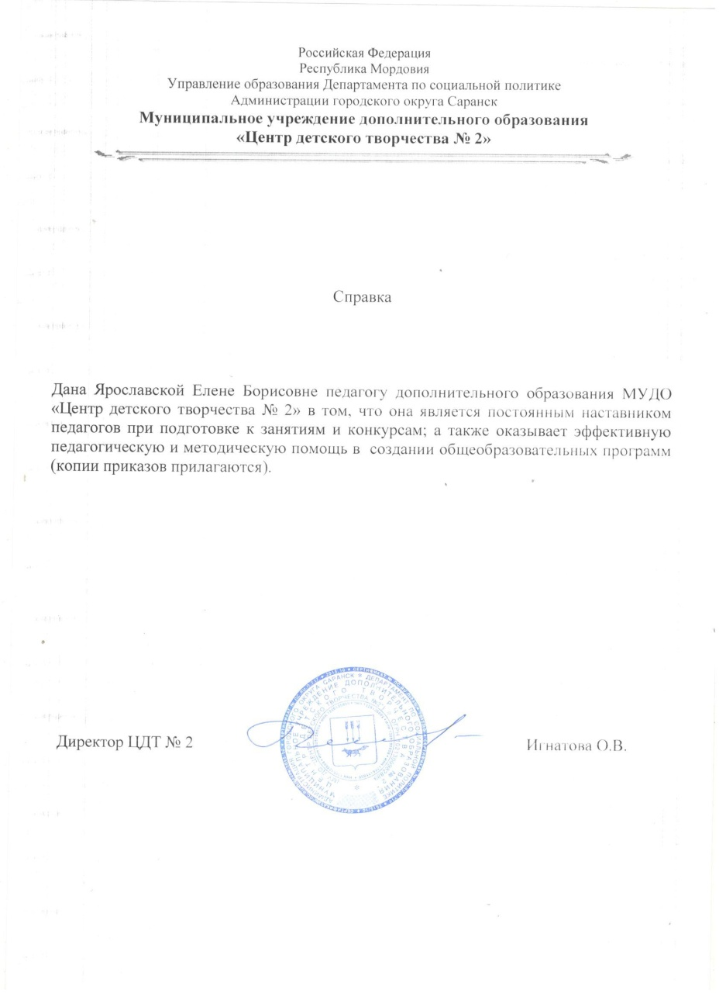 Российская Федерация
Республика Мордовия
Управление образования Департамента по социальной политике
Администрации городского округа Саранск
Муниципальное учреждение дополнительного образования
«Центр детского творчества № 2»
Справка
Дана Ярославской Елене Борисовне педагогу дополнительного образования МУДО
«Центр детского творчества № 2» в том, что она является постоянным наставником
педагогов при подготовке к занятиям и конкурсам; а также оказывает эффективную
педагогическую и методическую помощь в создании общеобразовательных программ
(копии приказов прилагаются).
Директор ЦДТ № 2
Игнатова О.В.